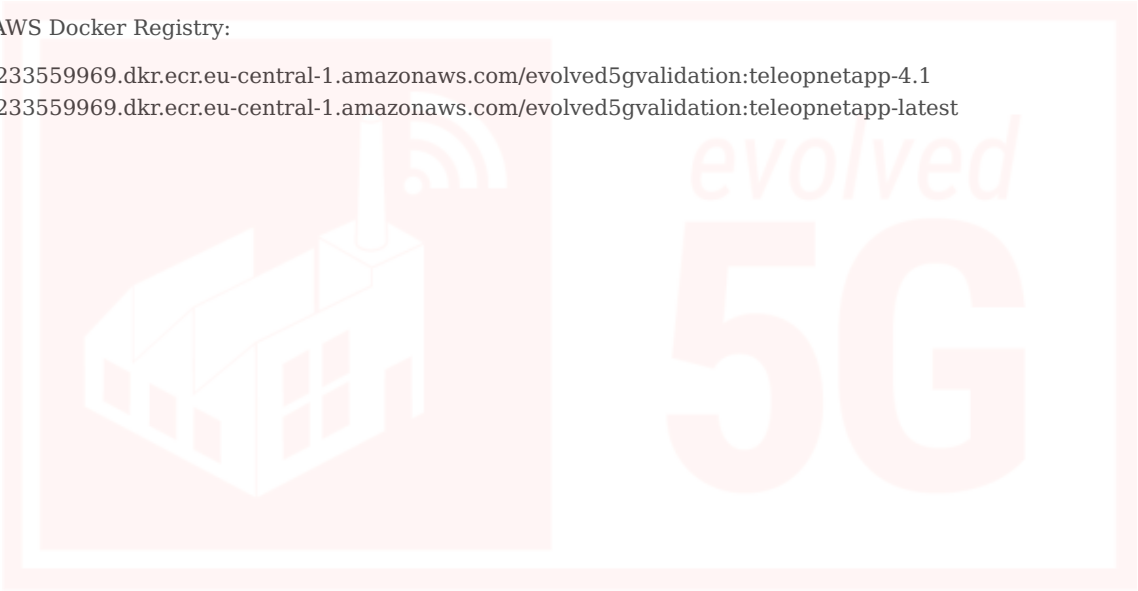 AWS Docker Registry:
233559969.dkr.ecr.eu-central-1.amazonaws.com/evolved5gvalidation:teleopnetapp-4.1
233559969.dkr.ecr.eu-central-1.amazonaws.com/evolved5gvalidation:teleopnetapp-latest
evolved
5G